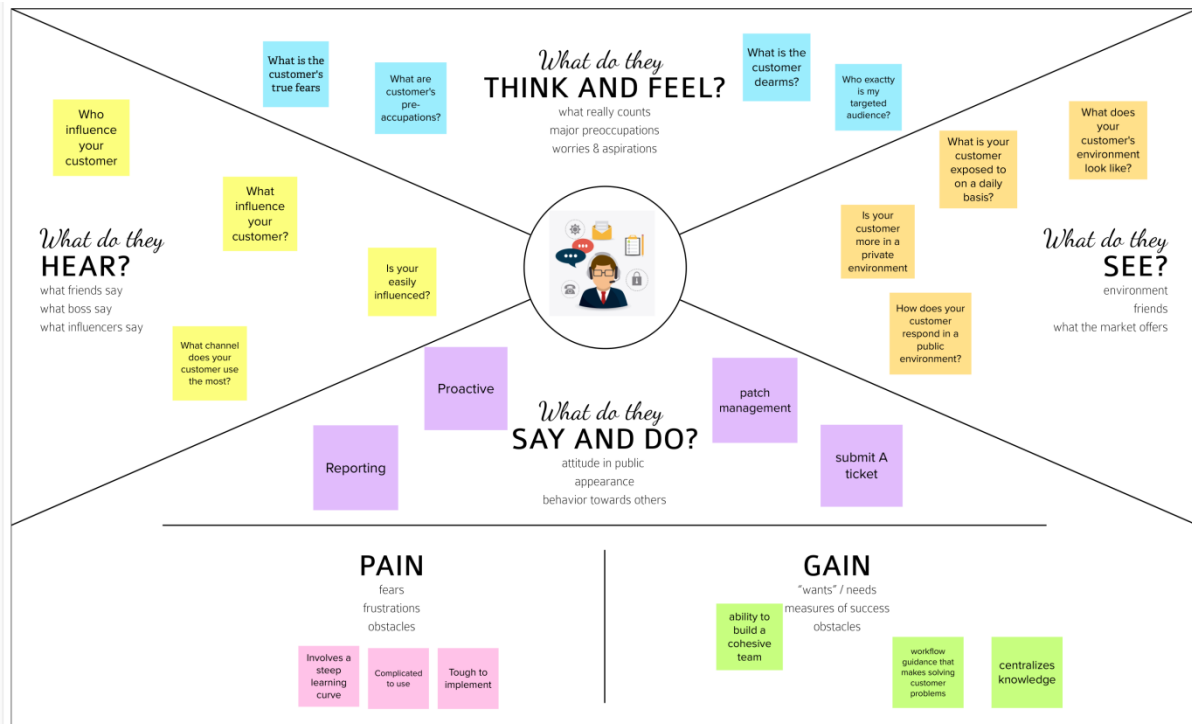 What do they
THINK AND FEEL?
what really counts
major preoccupations
worries & aspirations
What is the
customer's
true fears
What are
customer's
pre-
accupations?
What is the
customer
dearms?
Who exactty
is my
targeted
audience?
What do they
HEAR?
what friends say
what boss say
what influencers say
Who
influence
your
customer
What
influence
your
customer?
Is your
easily
influenced?
What channel
does your
customer use
the most?
What do they
SEE?
environment
friends
what the market offers
What does
your
customer's
environment
look like?
What is your
customer
exposed to
on a daily
basis?
Is your
customer
more in a
private
environment
How does your
customer
respond in a
public
environment?
What do they
SAY AND DO?
attitude in public
appearance
behavior towards others
Proactive
Reporting
patch
management
submit A
ticket
PAIN
fears
frustrations
obstacles
Involves a
steep
learning
curve
Complicated
to use
Tough to
implement
GAIN
"wants" / needs
measures of success
obstacles
ability to
build a
cohesive
team
workflow
guidance that
makes solving
customer
problems
centralizes
knowledge